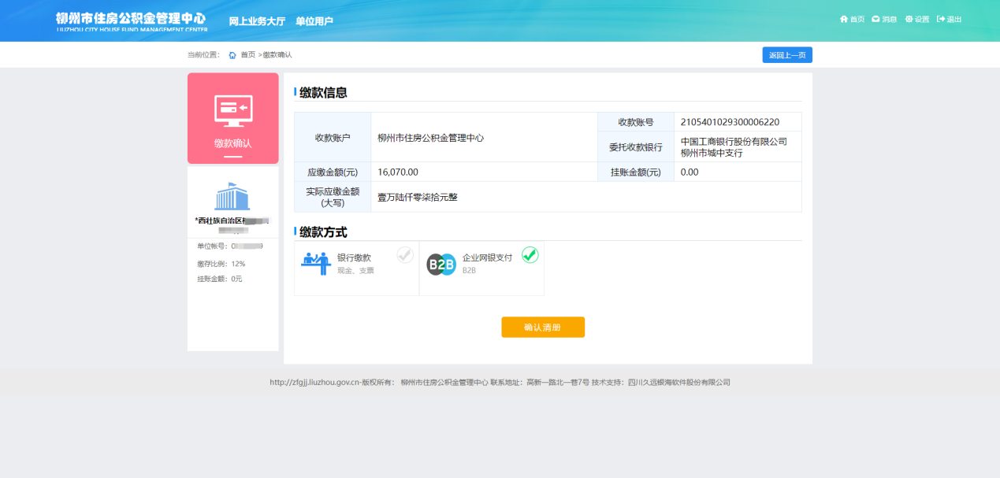 柳州市住房公积金管理中心
LIUZHOU CITY HOUSE FUND MANAGEMENT CENTER
网上业务大厅 单位用户
首页 消息 设置 退出
当前位置： 首页 >缴款确认
返回上一页
缴款确认
*西壮族自治区
单位帐号：
缴存比例：12%
挂账金额：0元
缴款信息
收款账户 柳州市住房公积金管理中心
收款账号 2105401029300006220
委托收款银行 中国工商银行股份有限公司
柳州市城中支行
应缴金额(元) 16,070.00 挂账金额(元) 0.00
实际应缴金额
(大写)
壹万陆仟零柒拾元整
缴款方式
银行缴款
现金、支票
B2B
企业网银支付
B2B
确认清册
http://zfgjj.liuzhou.gov.cn-版权所有： 柳州市住房公积金管理中心 联系地址：高新一路北一巷7号 技术支持：四川久远银海软件股份有限公司